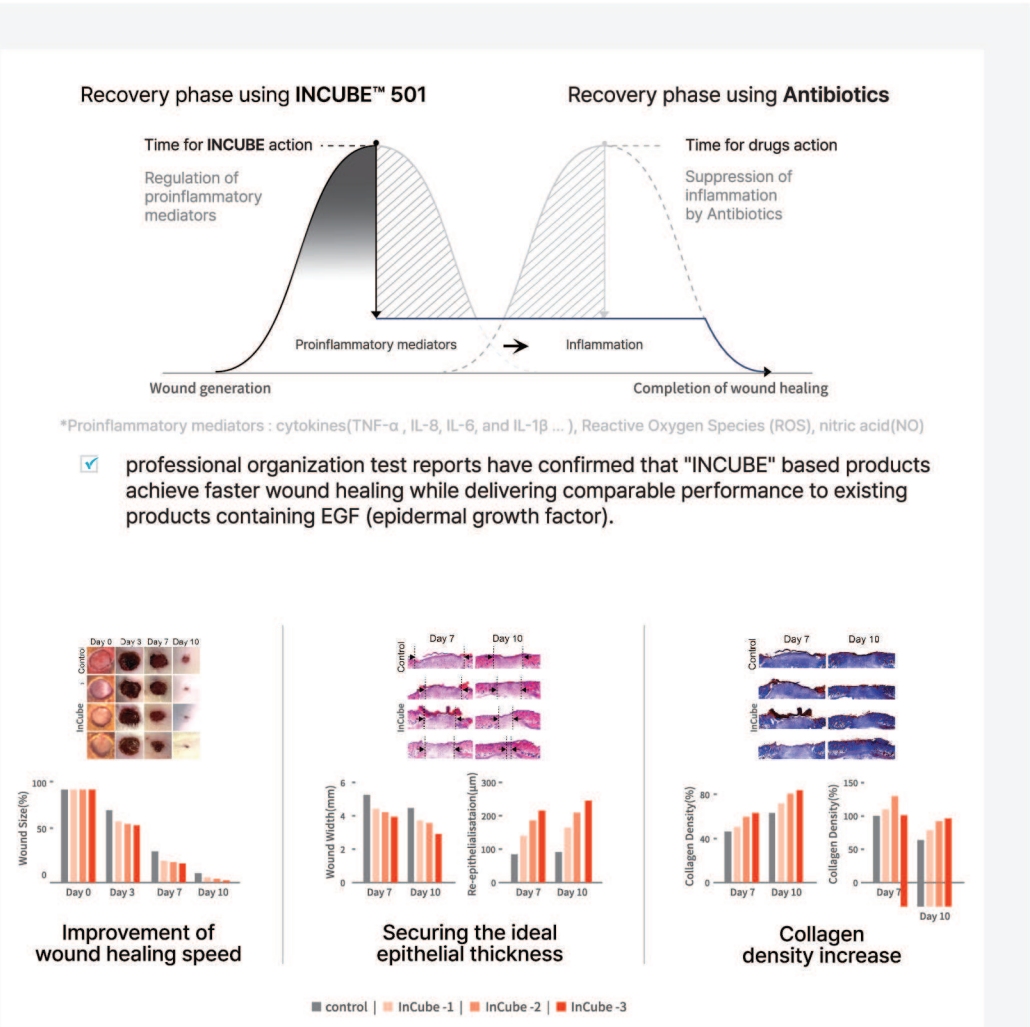 Recovery phase using INCUBE™ 501
Recovery phase using Antibiotics
Time for INCUBE action
Regulation of
proinflammatory
mediators
Time for drugs action
Suppression of
inflammation
by Antibiotics
Proinflammatory mediators
Inflammation
Wound generation
Completion of wound healing
*Proinflammatory mediators : cytokines(TNF-α , IL-8, IL-6, and IL-1β ... ), Reactive Oxygen Species (ROS), nitric acid(NO)
professional organization test reports have confirmed that "INCUBE" based products
achieve faster wound healing while delivering comparable performance to existing
products containing EGF (epidermal growth factor).
Day 0 Day 3 Day 7 Day 10
Control
InCube
Wound Size(%)
100
50
0
Day 0 Day 3 Day 7 Day 10
Improvement of
wound healing speed
Day 7 Day 10
Control
InCube
Wound Width(mm)
6
4
2
0
Day 7 Day 10
Re-epithelialisataion(μm)
300
200
100
0
Day 7 Day 10
Securing the ideal
epithelial thickness
Day 7 Day 10
Control
InCube
Collagen Density(%)
80
40
0
Day 7 Day 10
Collagen Density(%)
150
100
50
0
Day 7
Day 10
Collagen
density increase
control | InCube -1 | InCube -2 | InCube -3